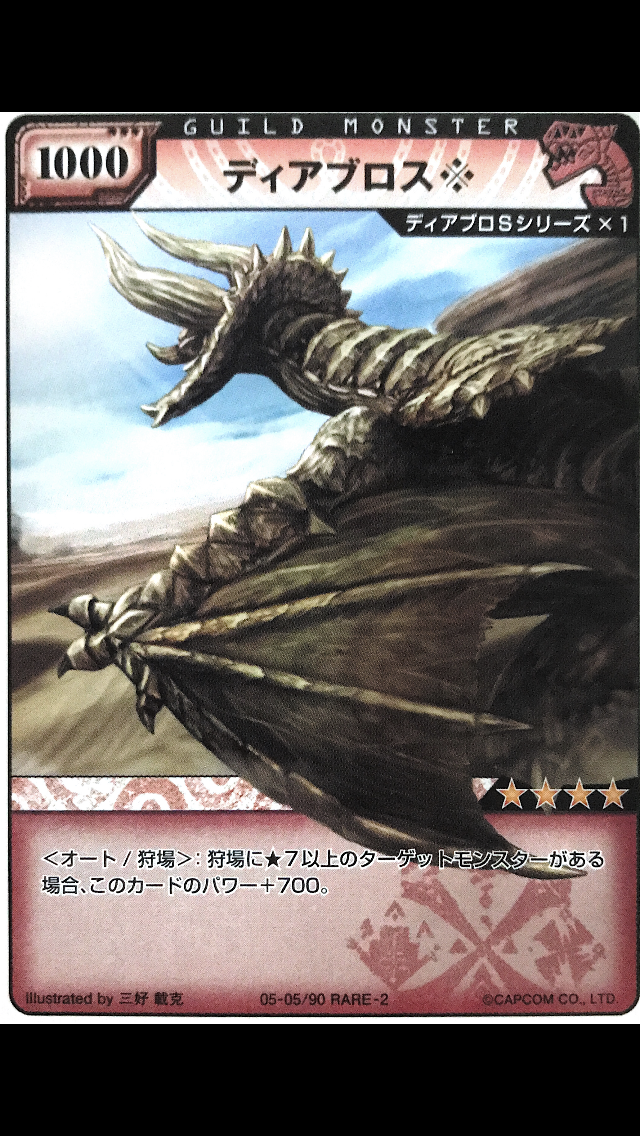 GUILD MONSTER
1000
ディアブロス※
ディアブロSシリーズ×1
<オート / 狩場>: 狩場に★7以上のターゲットモンスターがある
場合、このカードのパワー+700。
illustrated by 三好 載克
05-05/90 RARE-2
©CAPCOM CO., LTD.